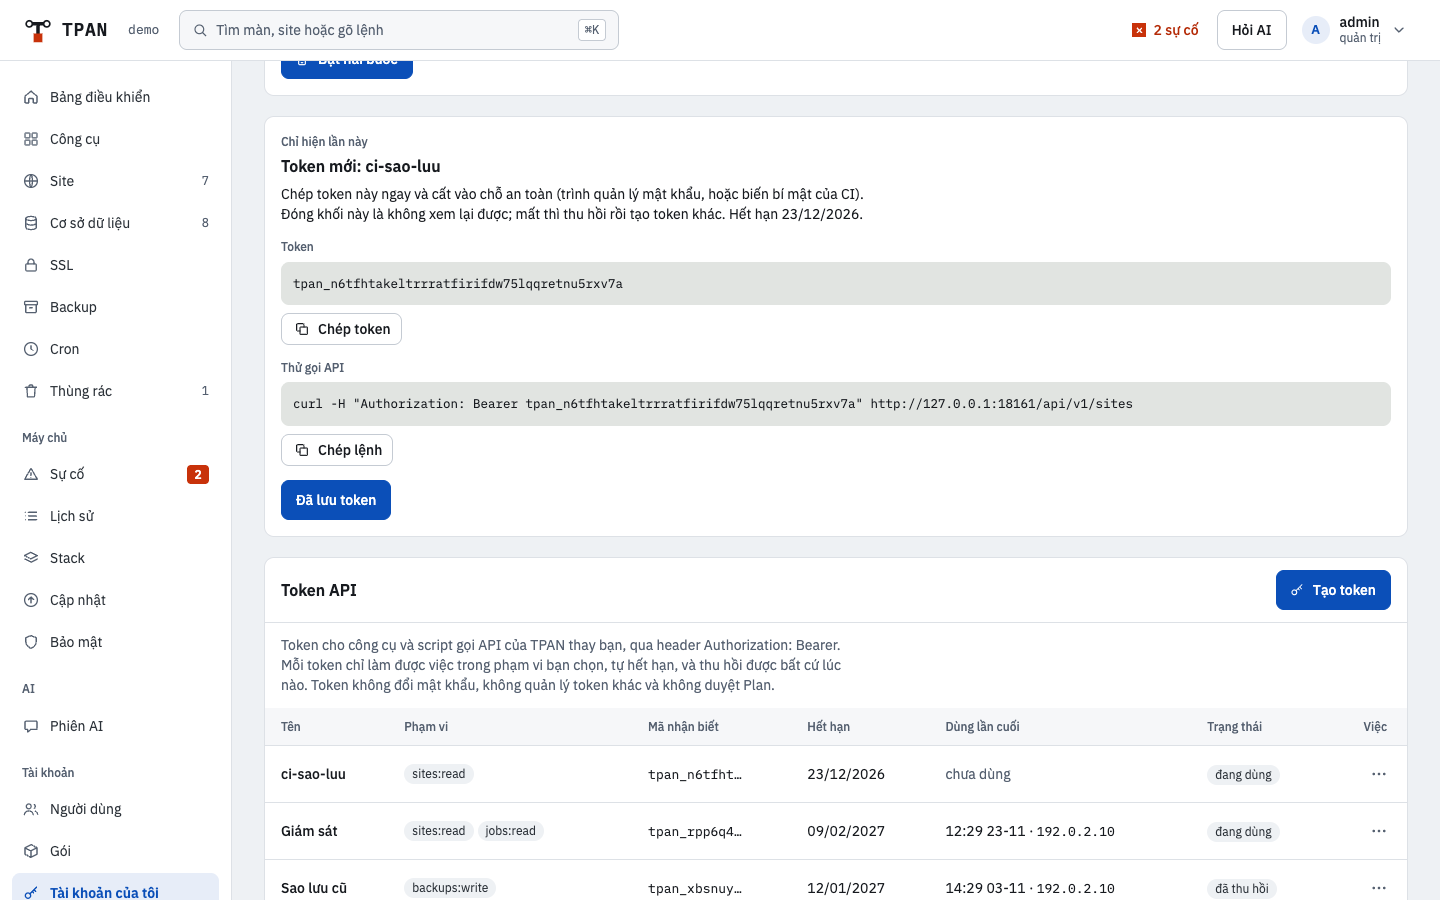 TPAN
demo
Tìm màn, site hoặc gõ lệnh
⌘K
2 sự cố
Hỏi AI
A
admin
quản trị
Bảng điều khiển
Công cụ
Site
7
Cơ sở dữ liệu
8
SSL
Backup
Cron
Thùng rác
1
Máy chủ
Sự cố
2
Lịch sử
Stack
Cập nhật
Bảo mật
AI
Phiên AI
Tài khoản
Người dùng
Gói
Tài khoản của tôi
Chỉ hiện lần này
Token mới: ci-sao-luu
Chép token này ngay và cất vào chỗ an toàn (trình quản lý mật khẩu, hoặc biến bí mật của CI).
Đóng khối này là không xem lại được; mất thì thu hồi rồi tạo token khác. Hết hạn 23/12/2026.
Token
tpan_n6tfhtakeltrrratfirifdw75lqqretnu5rxv7a
Chép token
Thử gọi API
curl -H "Authorization: Bearer tpan_n6tfhtakeltrrratfirifdw75lqqretnu5rxv7a" http://127.0.0.1:18161/api/v1/sites
Chép lệnh
Đã lưu token
Token API
Tạo token
Token cho công cụ và script gọi API của TPAN thay bạn, qua header Authorization: Bearer.
Mỗi token chỉ làm được việc trong phạm vi bạn chọn, tự hết hạn, và thu hồi được bất cứ lúc
nào. Token không đổi mật khẩu, không quản lý token khác và không duyệt Plan.
Tên Phạm vi Mã nhận biết Hết hạn Dùng lần cuối Trạng thái Việc
ci-sao-luu sites:read tpan_n6tfht… 23/12/2026 chưa dùng đang dùng ···
Giám sát sites:read jobs:read tpan_rpp6q4… 09/02/2027 12:29 23-11 · 192.0.2.10 đang dùng ···
Sao lưu cũ backups:write tpan_xbsnuy… 12/01/2027 14:29 03-11 · 192.0.2.10 đã thu hồi ···